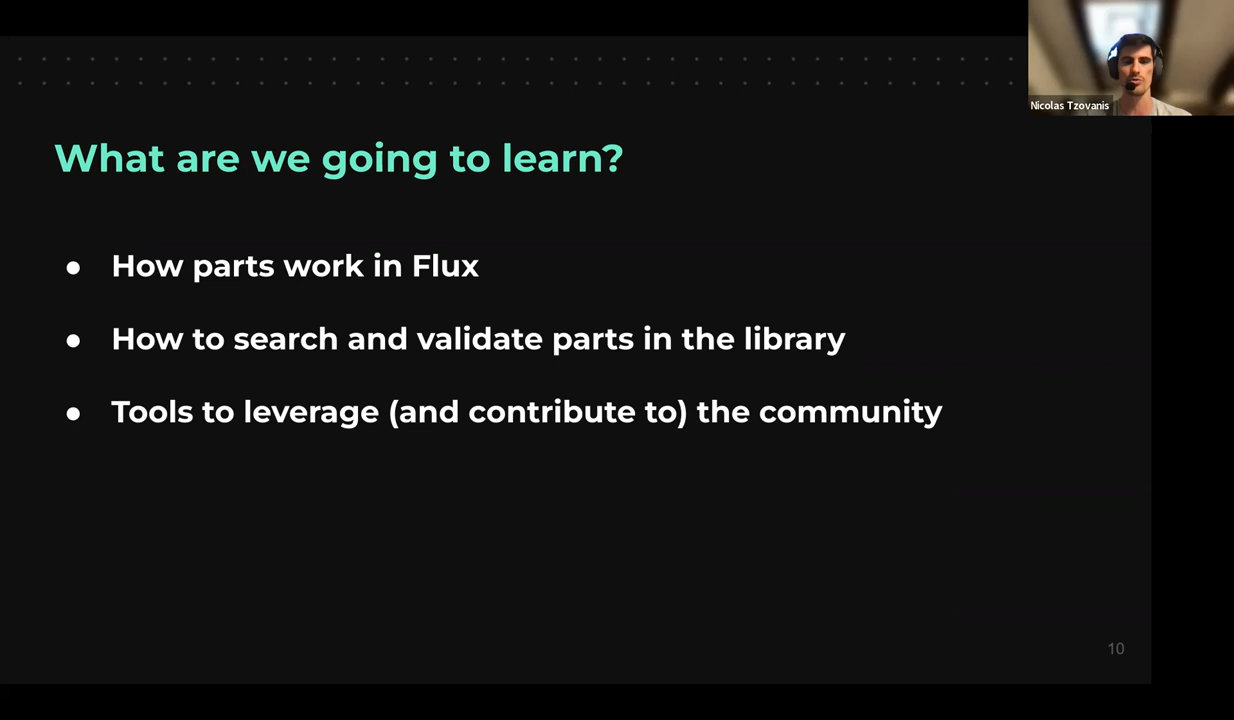 Nicolas Tzovanis
What are we going to learn?
● How parts work in Flux
● How to search and validate parts in the library
● Tools to leverage (and contribute to) the community
10